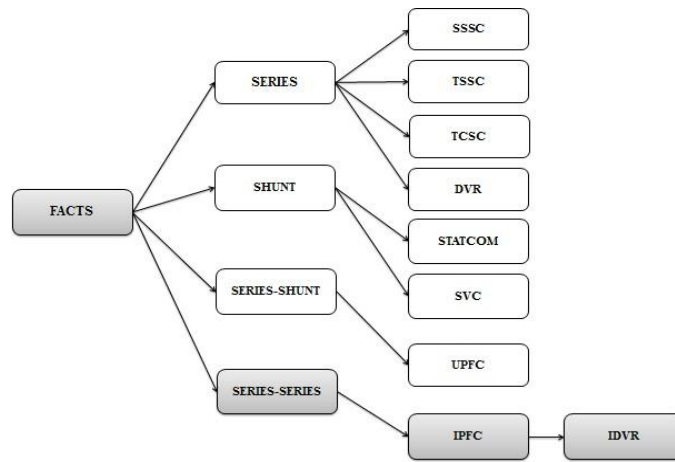 SSSC
SERIES
TSSC
TCSC
SHUNT
DVR
FACTS
STATCOM
SERIES-SHUNT
SVC
UPFC
SERIES-SERIES
IPFC
IDVR